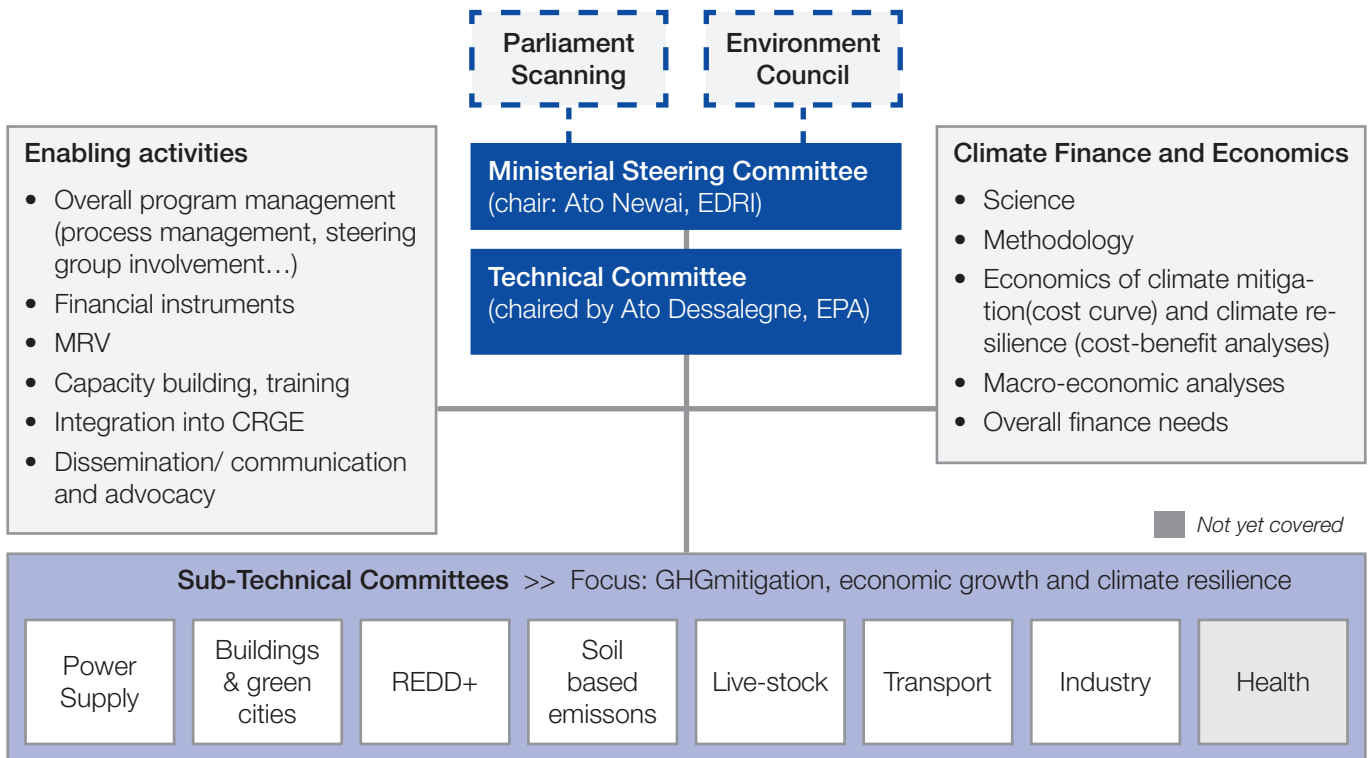 Parliament
Scanning
Environment
Council
Enabling activities
• Overall program management
(process management, steering
group involvement…)
• Financial instruments
• MRV
• Capacity building, training
• Integration into CRGE
• Dissemination/ communication
and advocacy
Ministerial Steering Committee
(chair: Ato Newai, EDRI)
Technical Committee
(chaired by Ato Dessalegne, EPA)
Climate Finance and Economics
• Science
• Methodology
• Economics of climate mitiga-
tion(cost curve) and climate re-
silience (cost-benefit analyses)
• Macro-economic analyses
• Overall finance needs
Not yet covered
Sub-Technical Committees >> Focus: GHGmitigation, economic growth and climate resilience
Power
Supply
Buildings
& green
cities
REDD+
Soil
based
emissons
Live-stock
Transport
Industry
Health